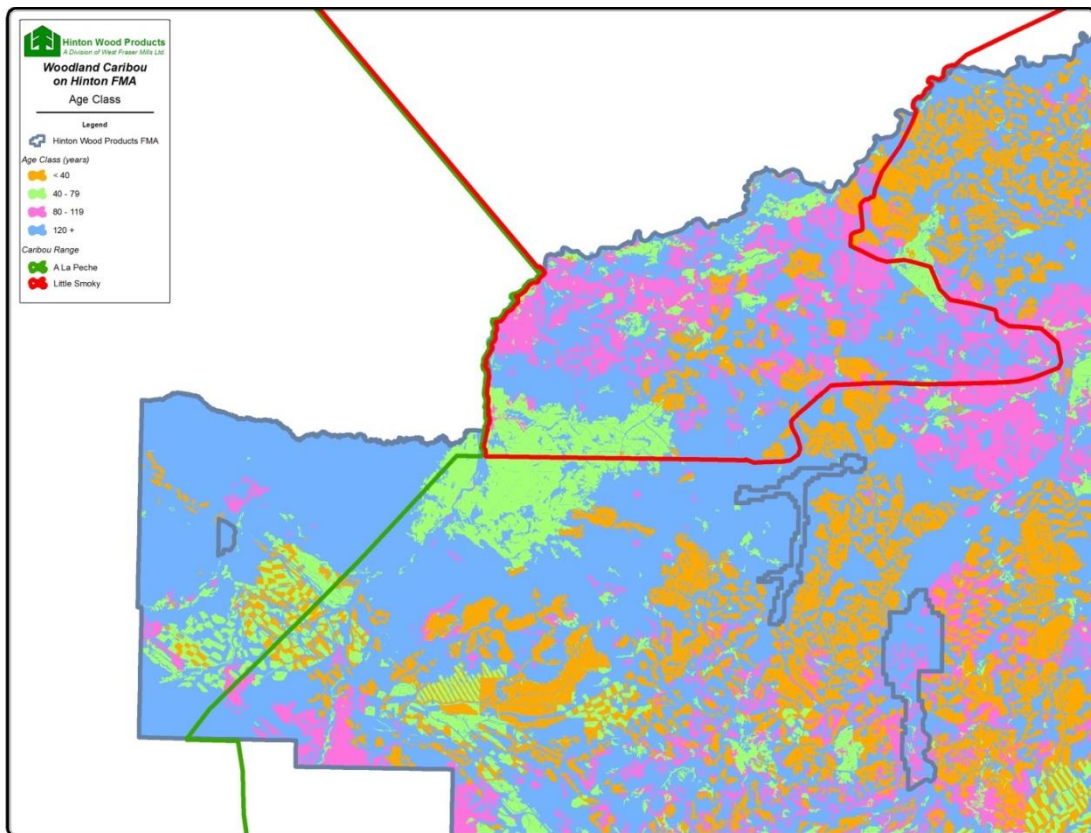 Hinton Wood Products
A Division of West Fraser Mills Ltd.
Woodland Caribou
on Hinton FMA
Age Class
Legend
Hinton Wood Products FMA
Age Class (years)
< 40
40 - 79
80 - 119
120 +
Caribou Range
A La Peche
Little Smoky